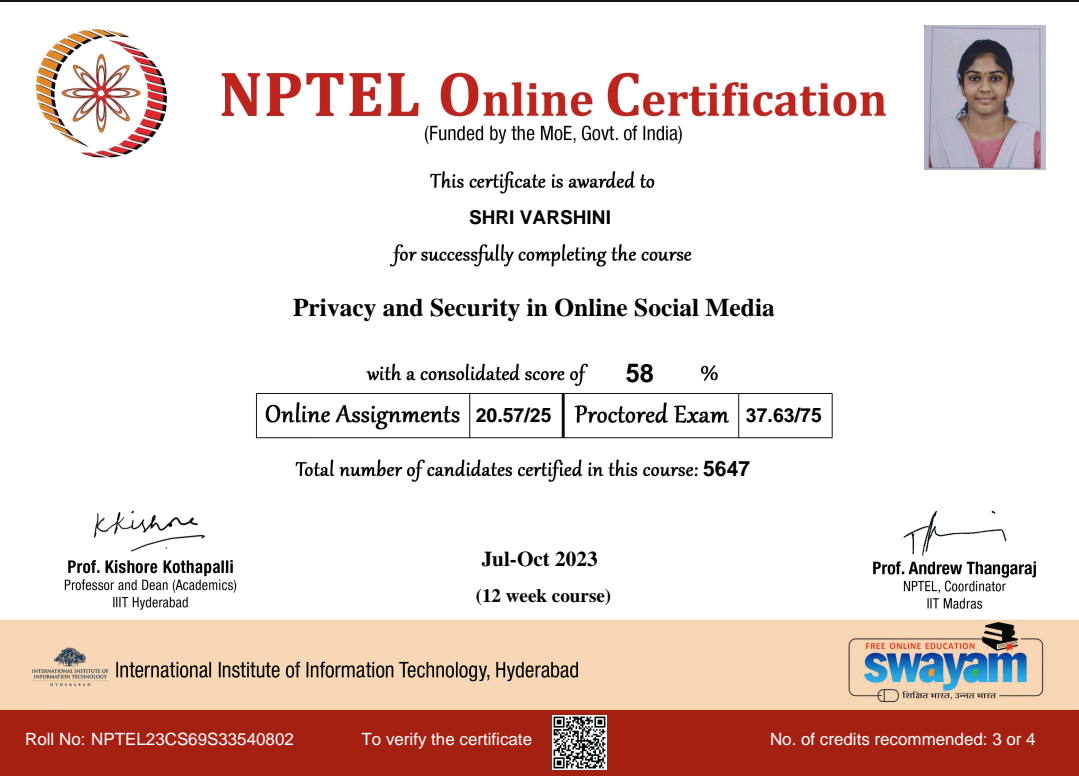 NPTEL Online Certification
(Funded by the MoE, Govt. of India)
This certificate is awarded to
SHRI VARSHINI
for successfully completing the course
Privacy and Security in Online Social Media
with a consolidated score of 58 %
Online Assignments 20.57/25 Proctored Exam 37.63/75
Total number of candidates certified in this course: 5647
Kkishore
Prof. Kishore Kothapalli
Professor and Dean (Academics)
IIIT Hyderabad
Jul-Oct 2023
(12 week course)
Prof. Andrew Thangaraj
NPTEL, Coordinator
IIT Madras
INTERNATIONAL INSTITUTE OF
INFORMATION TECHNOLOGY
HYDERABAD
International Institute of Information Technology, Hyderabad
FREE ONLINE EDUCATION
swayam
शिक्षित भारत, उन्नत भारत
Roll No: NPTEL23CS69S33540802
To verify the certificate
No. of credits recommended: 3 or 4